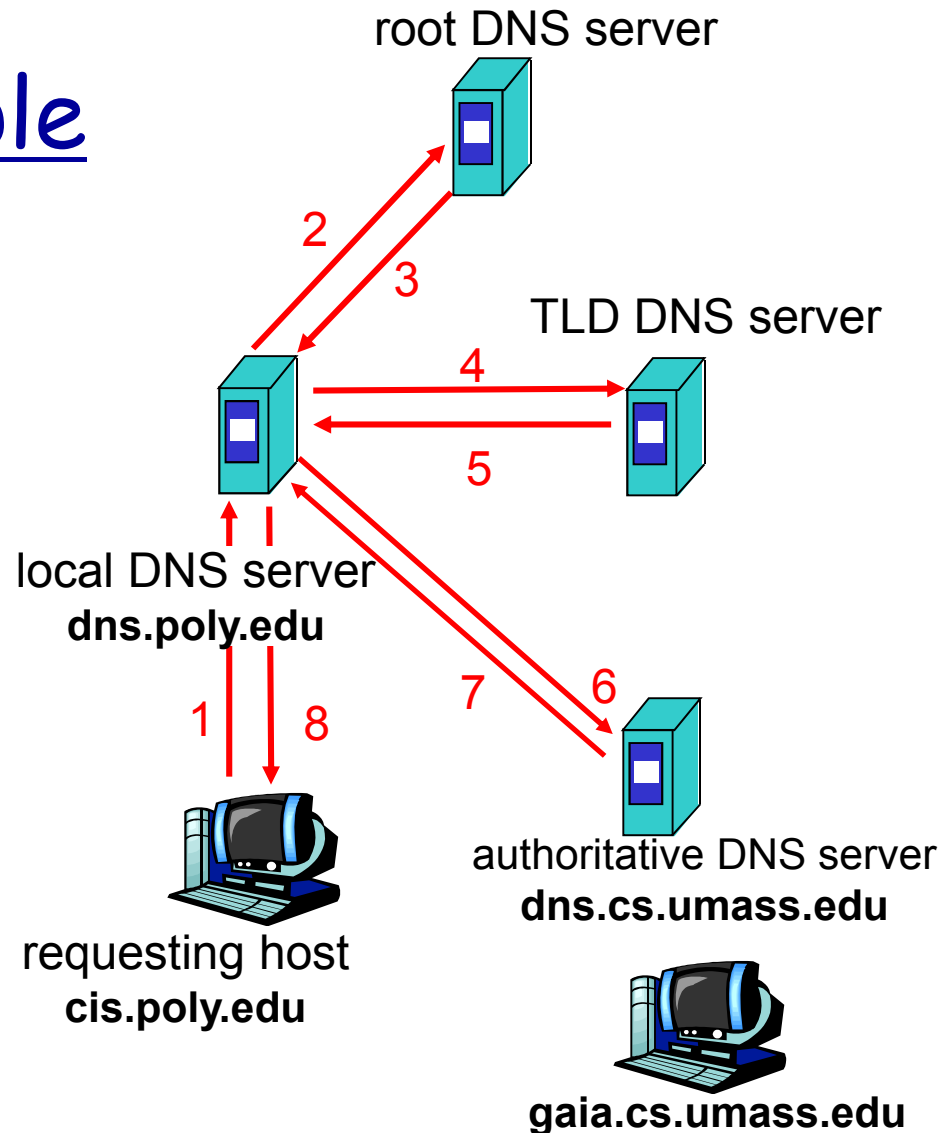 root DNS server
ple
2
3
TLD DNS server
4
5
local DNS server
dns.poly.edu
1
8
7
6
authoritative DNS server
dns.cs.umass.edu
requesting host
cis.poly.edu
gaia.cs.umass.edu